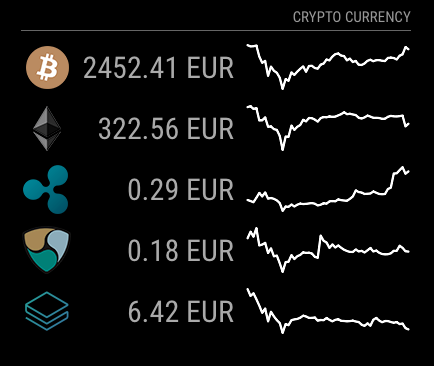 CRYPTO CURRENCY
2452.41 EUR
322.56 EUR
0.29 EUR
0.18 EUR
6.42 EUR